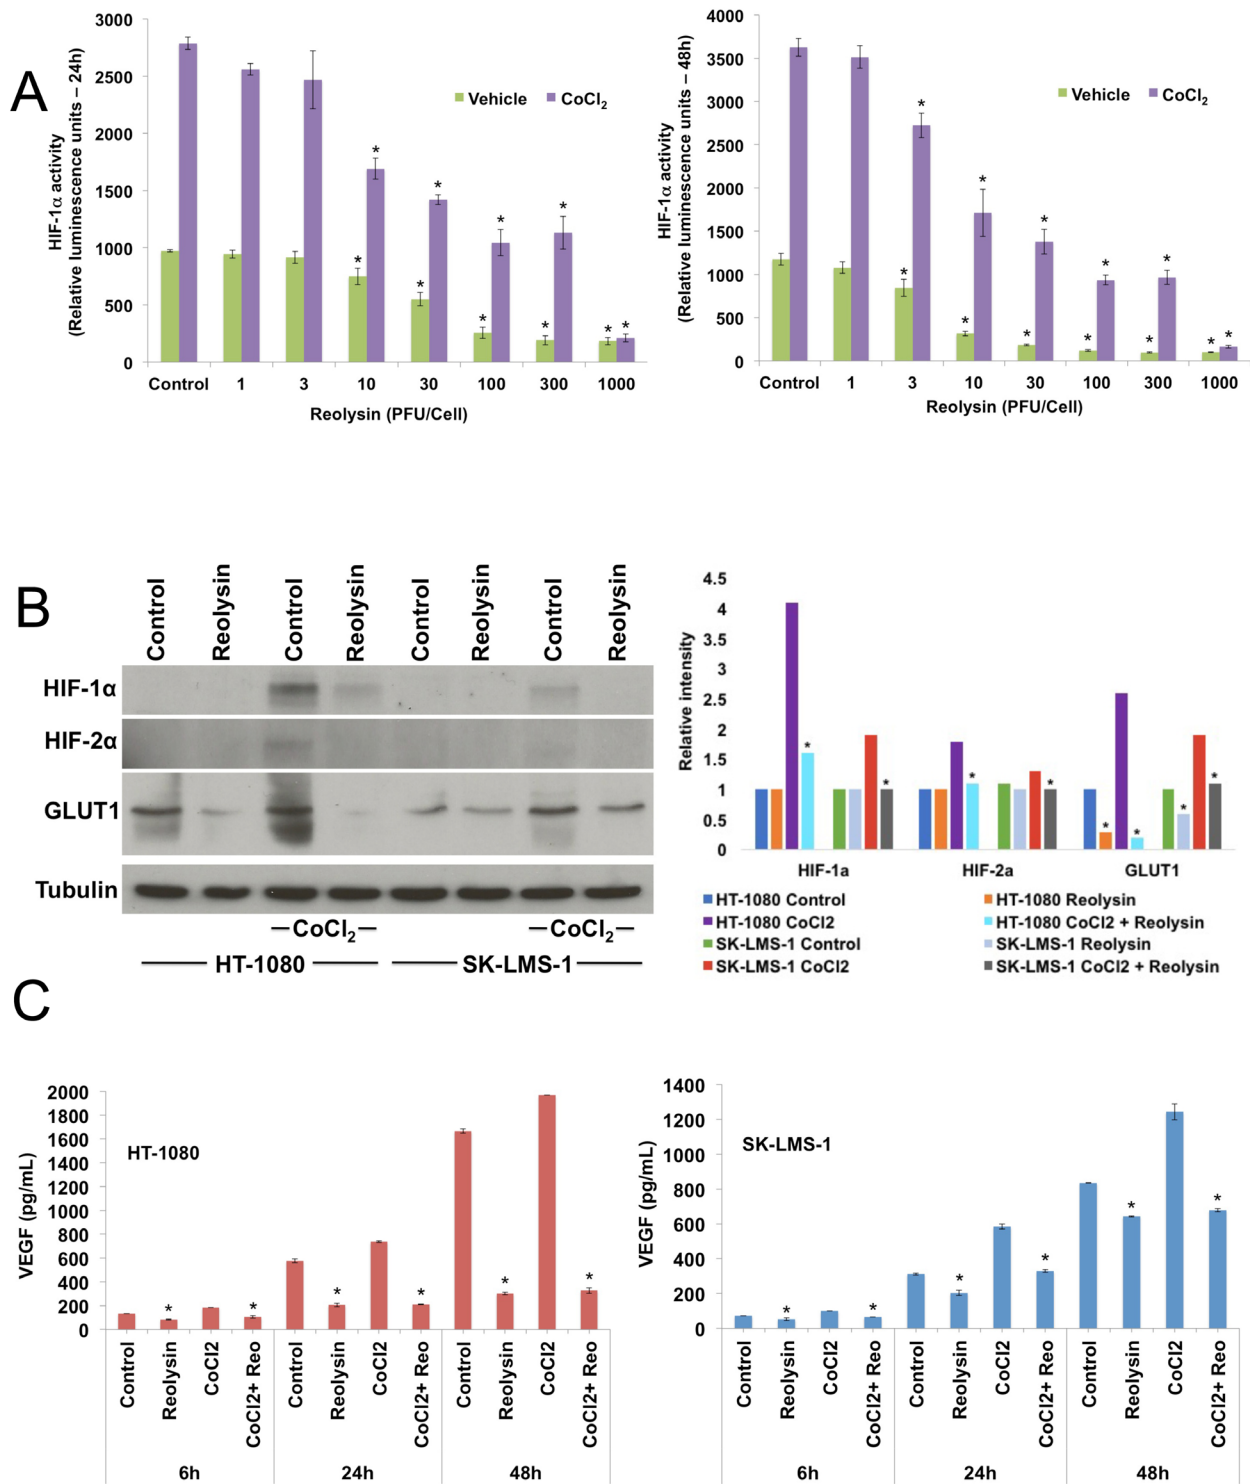 A
HIF-1α activity
(Relative luminescence units – 24h)
3000
2500
2000
1500
1000
500
0
Vehicle CoCl2
* * * *
* * * * *
Control 1 3 10 30 100 300 1000
Reolysin (PFU/Cell)
HIF-1α activity
(Relative luminescence units – 48h)
4000
3500
3000
2500
2000
1500
1000
500
0
Vehicle CoCl2
* * * * *
* * * * * * *
Control 1 3 10 30 100 300 1000
Reolysin (PFU/Cell)
B
Control Reolysin Control Reolysin Control Reolysin Control Reolysin
HIF-1α
HIF-2α
GLUT1
Tubulin
CoCl2 CoCl2
HT-1080 SK-LMS-1
Relative intensity
4.5
4
3.5
3
2.5
2
1.5
1
0.5
0
* * * * * * * *
HIF-1a HIF-2a GLUT1
HT-1080 Control HT-1080 Reolysin
HT-1080 CoCl2 HT-1080 CoCl2 + Reolysin
SK-LMS-1 Control SK-LMS-1 Reolysin
SK-LMS-1 CoCl2 SK-LMS-1 CoCl2 + Reolysin
C
VEGF (pg/mL)
2000
1800
1600
1400
1200
1000
800
600
400
200
0
HT-1080
* * * * * *
Control Reolysin CoCl2 CoCl2+ Reo Control Reolysin CoCl2 CoCl2+ Reo Control Reolysin CoCl2 CoCl2+ Reo
6h 24h 48h
VEGF (pg/mL)
1400
1200
1000
800
600
400
200
0
SK-LMS-1
* * * * * *
Control Reolysin CoCl2 CoCl2+ Reo Control Reolysin CoCl2 CoCl2+ Reo Control Reolysin CoCl2 CoCl2+ Reo
6h 24h 48h